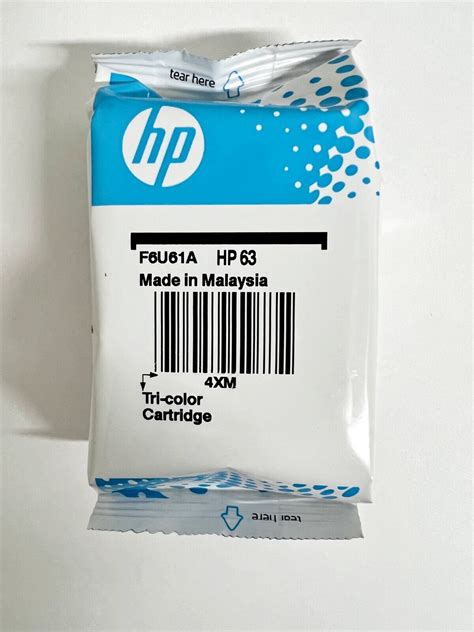 tear here
hp
F6U61A HP 63
Made in Malaysia
4XM
Tri-color
Cartridge
tear here